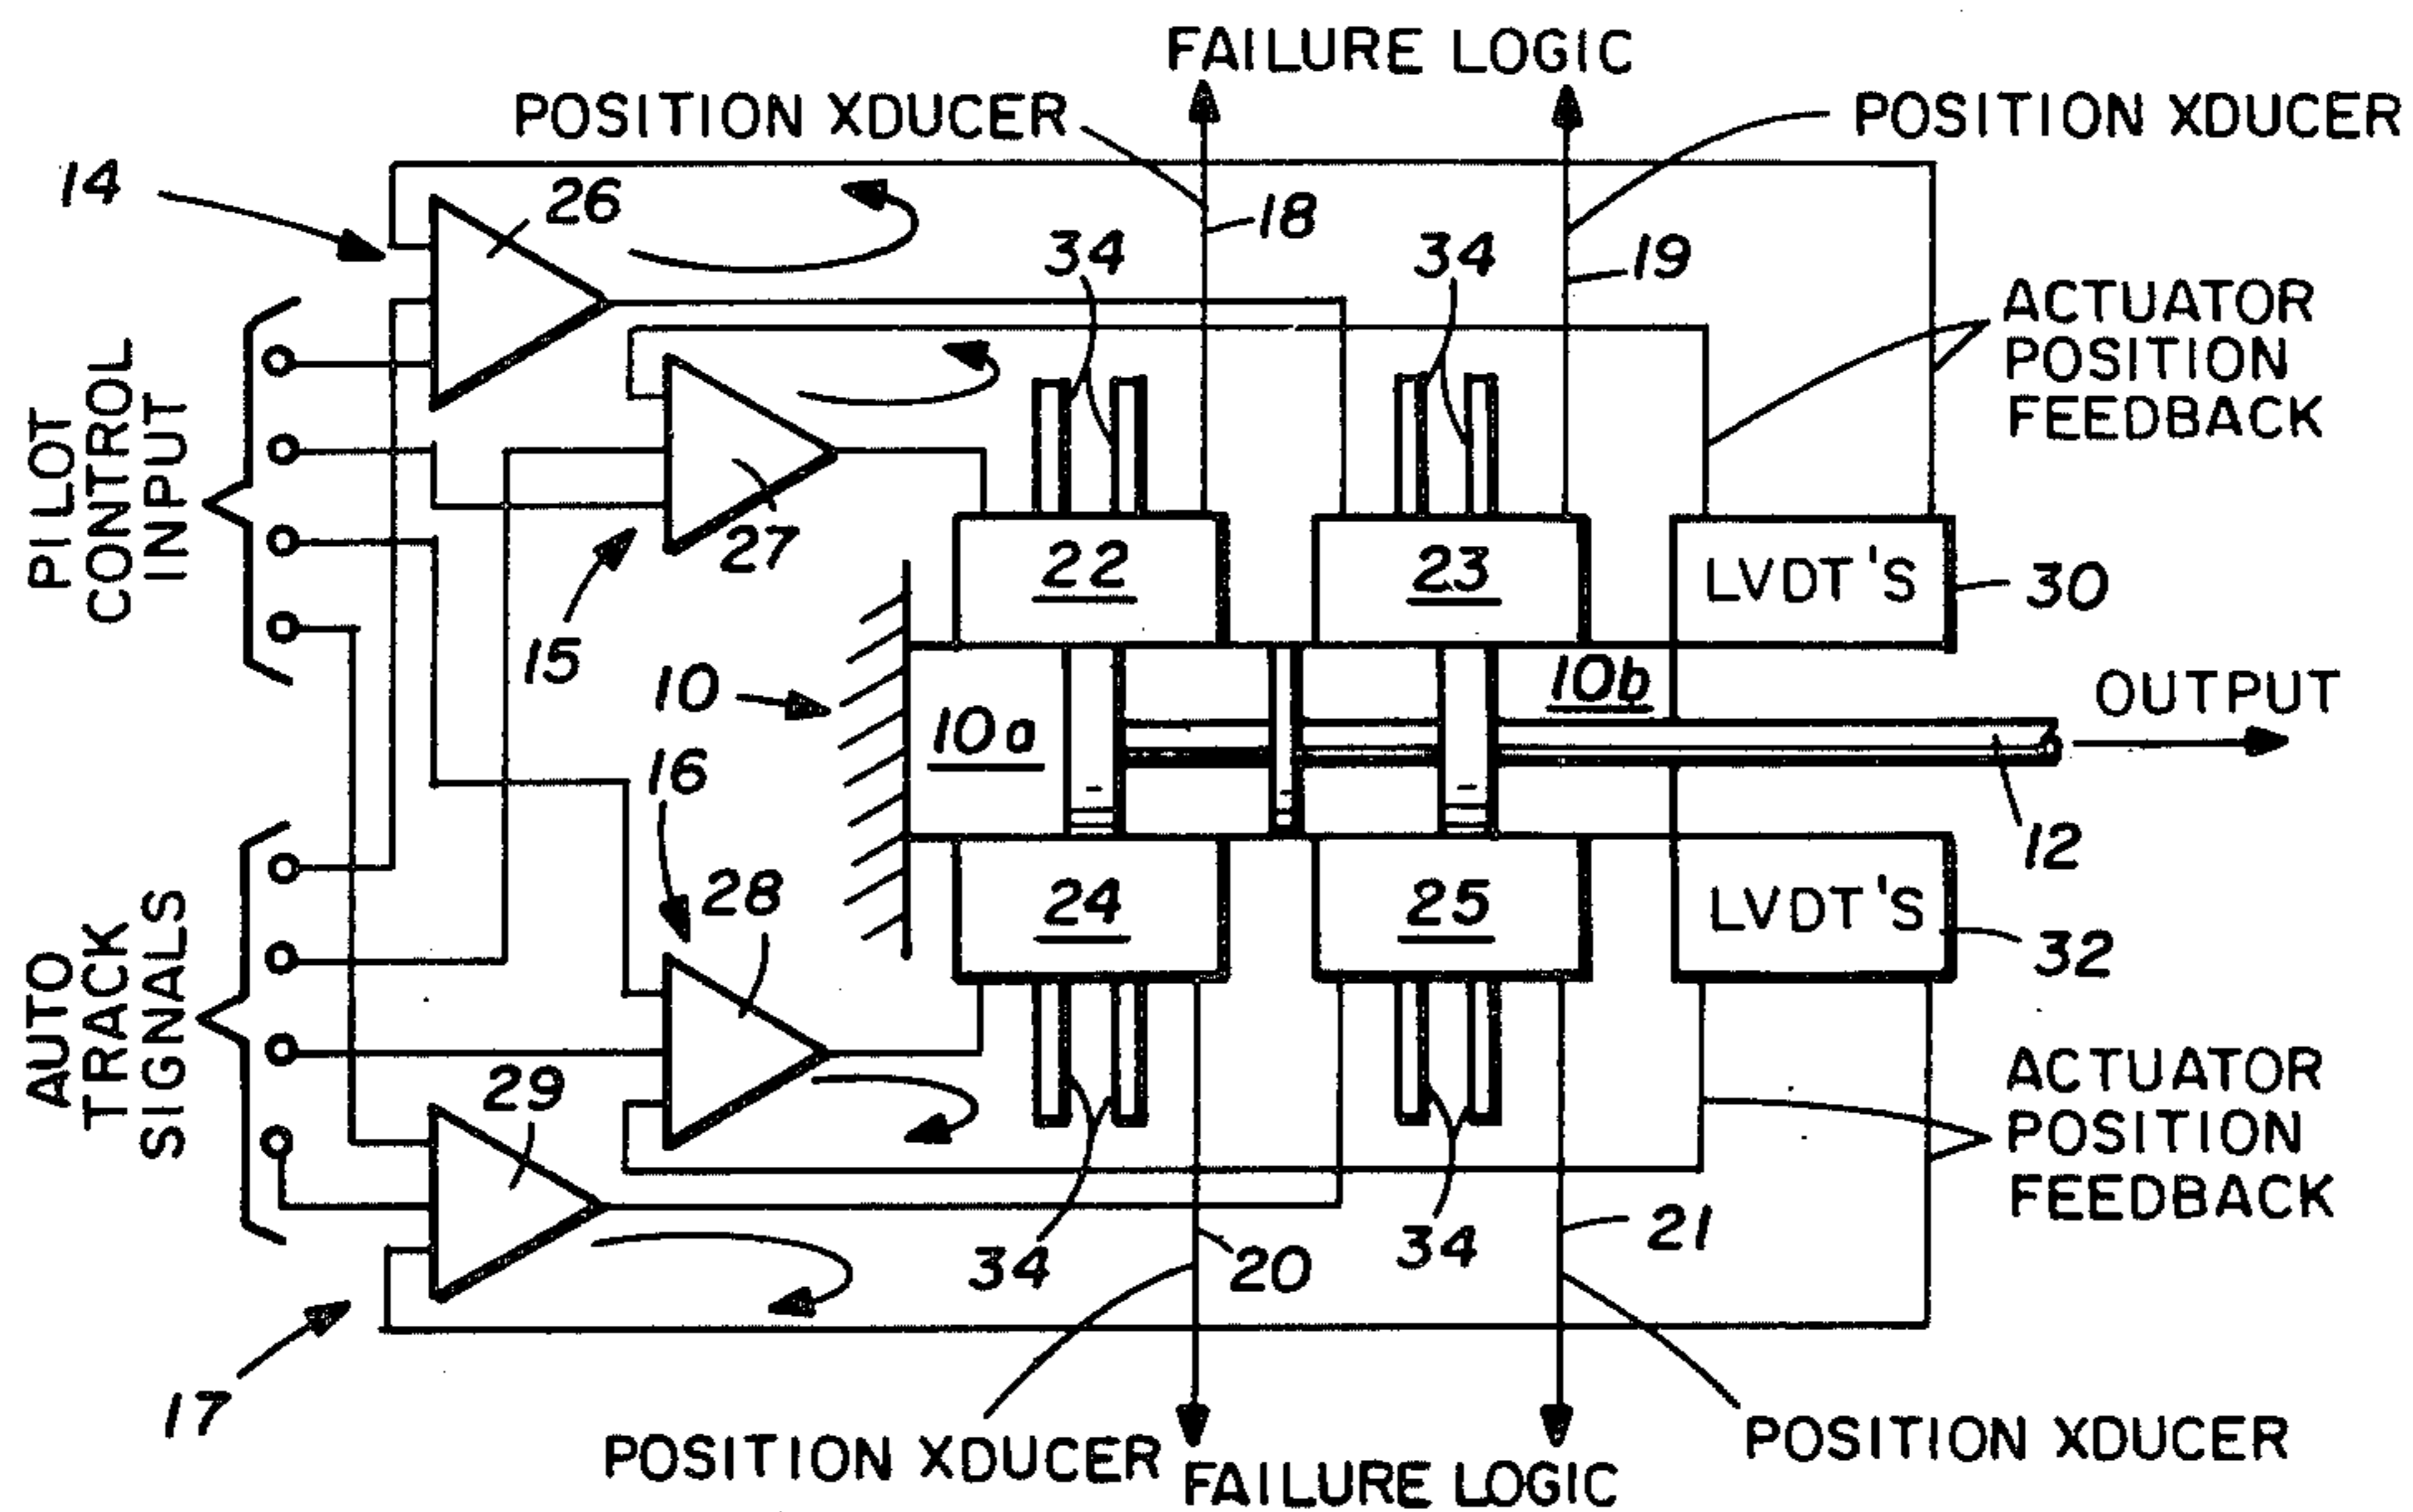 FAILURE LOGIC
POSITION XDUCER
POSITION XDUCER
14
26
18
34
34
19
ACTUATOR
POSITION
FEEDBACK
PILOT
CONTROL
INPUT
27
15
22
23
LVDT'S
30
10
10a
10b
OUTPUT
16
12
28
24
25
LVDT'S
32
AUTO
TRACK
SIGNALS
29
ACTUATOR
POSITION
FEEDBACK
34
20
34
21
17
POSITION XDUCER
FAILURE LOGIC
POSITION XDUCER